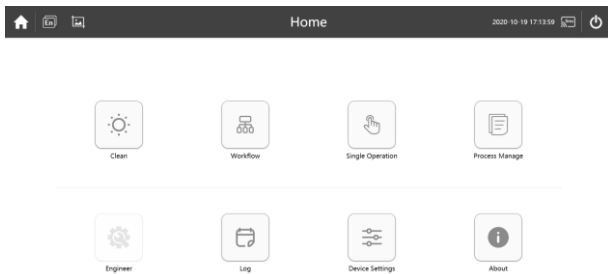 En
Home
2020-10-19 17:13:59
Clean
Workflow
Single Operation
Process Manage
Engineer
Log
Device Settings
About